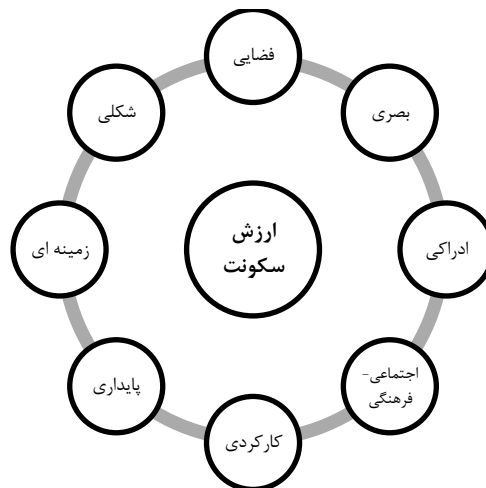 فضایی
بصری
ادراکی
اجتماعی-
فرهنگی
کارکردی
پایداری
زمینه ای
شکلی
ارزش
سکونت